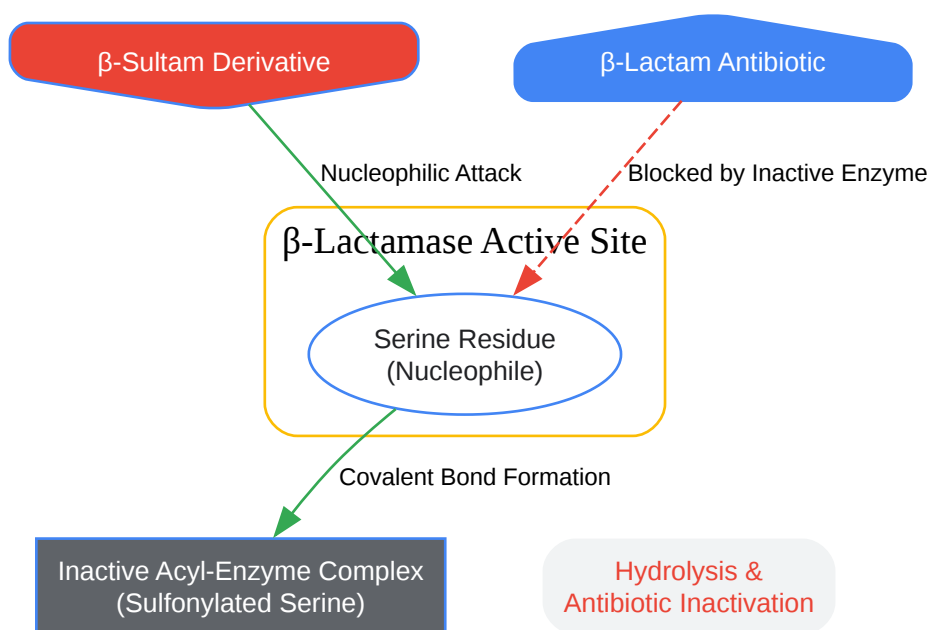 β-Sultam Derivative
β-Lactam Antibiotic
Nucleophilic Attack
Blocked by Inactive Enzyme
β-Lactamase Active Site
Serine Residue
(Nucleophile)
Covalent Bond Formation
Inactive Acyl-Enzyme Complex
(Sulfonylated Serine)
Hydrolysis &
Antibiotic Inactivation